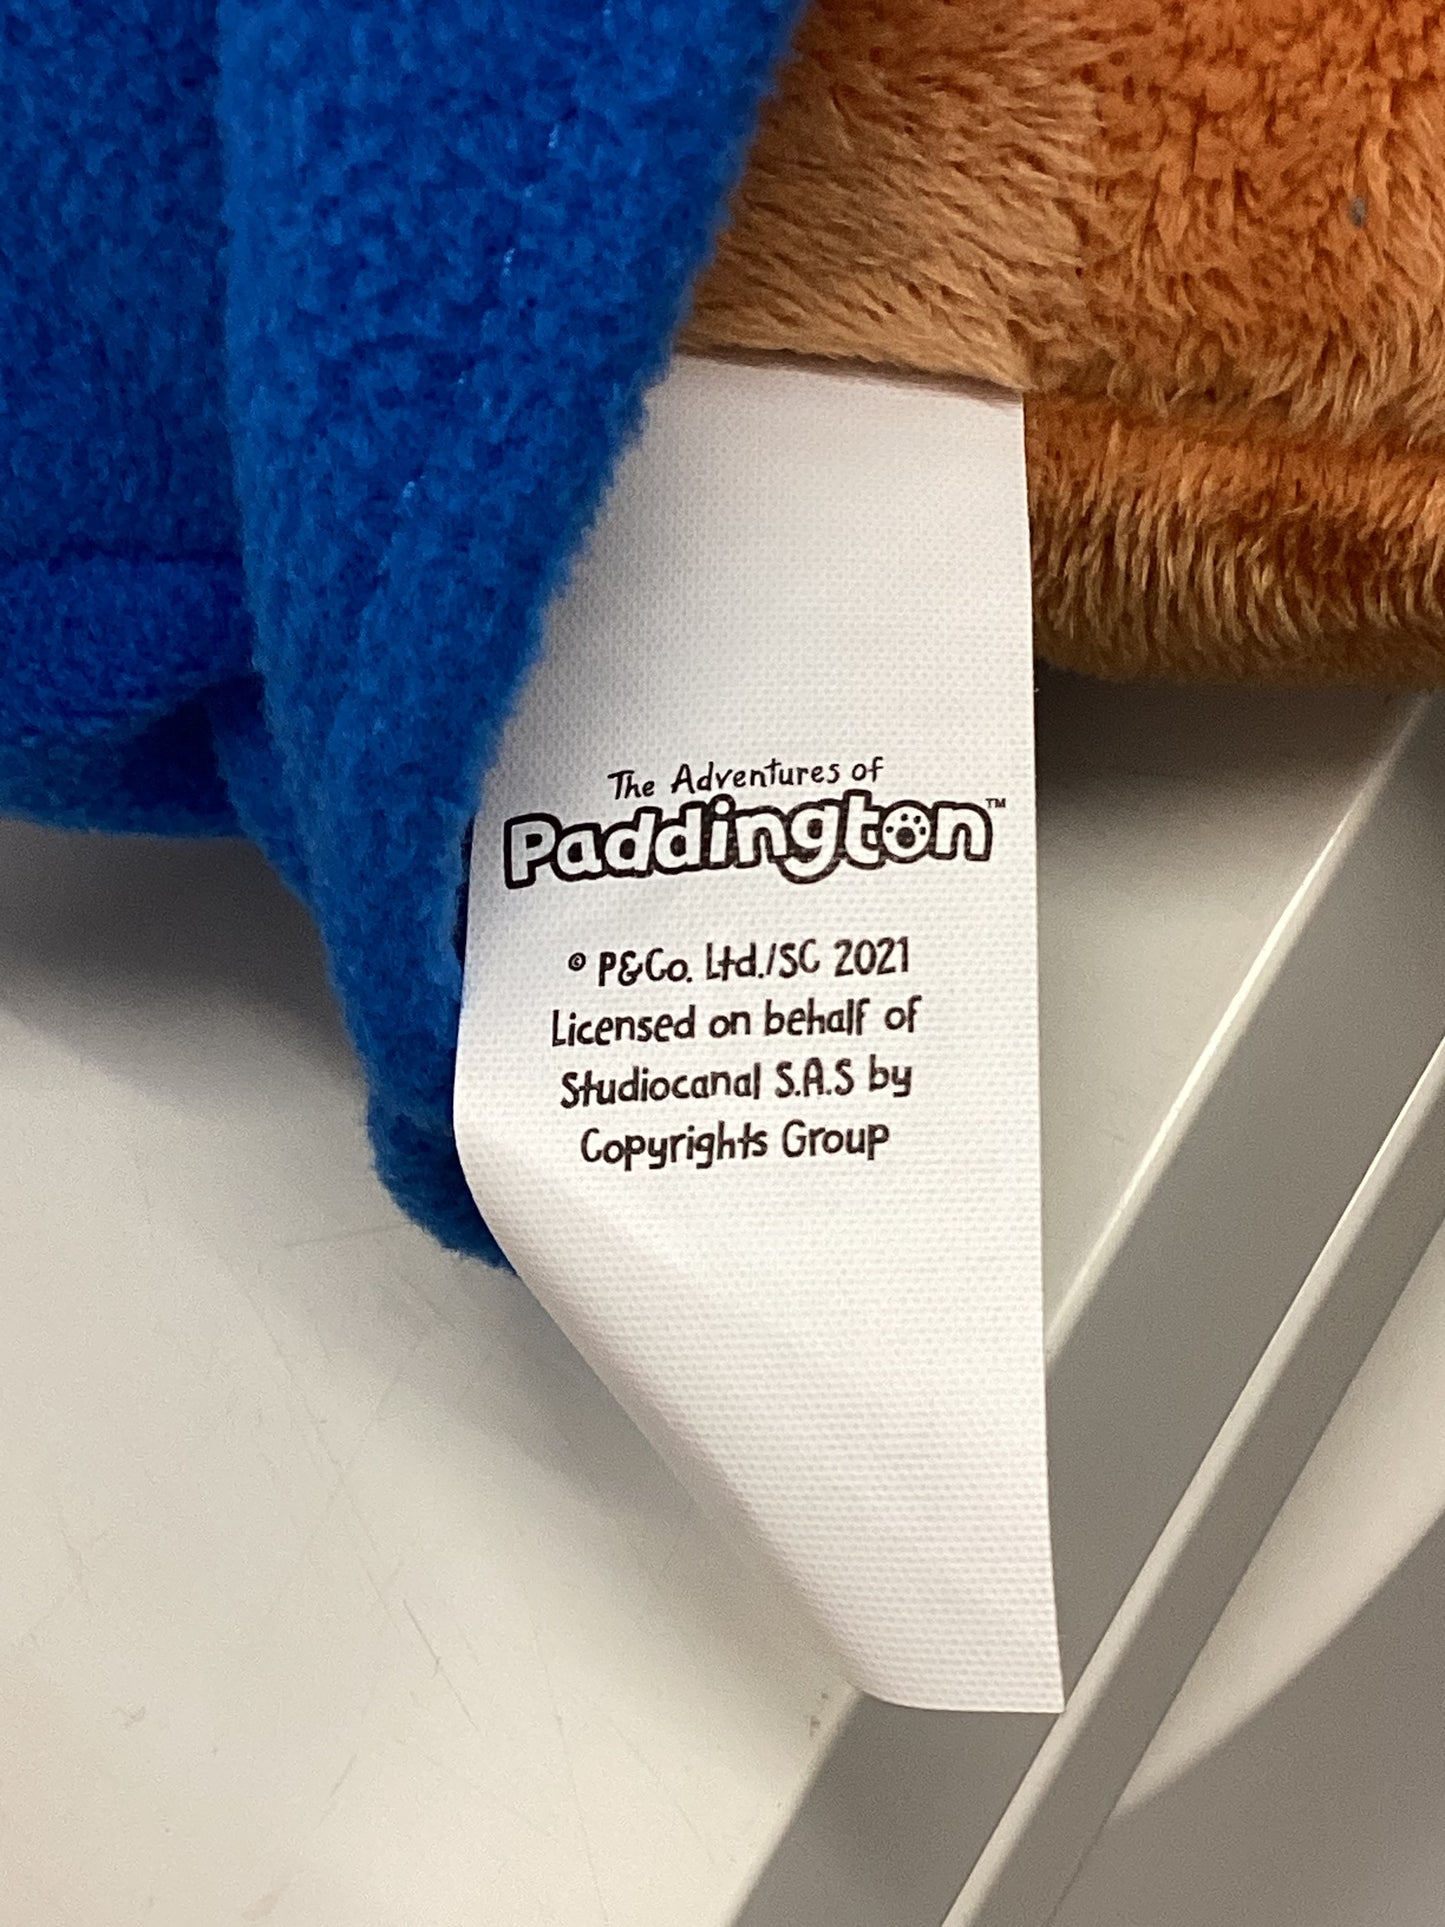 The Adventures of
Paddington™
© P&Co. Ltd./SC 2021
Licensed on behalf of
Studiocanal S.A.S by
Copyrights Group